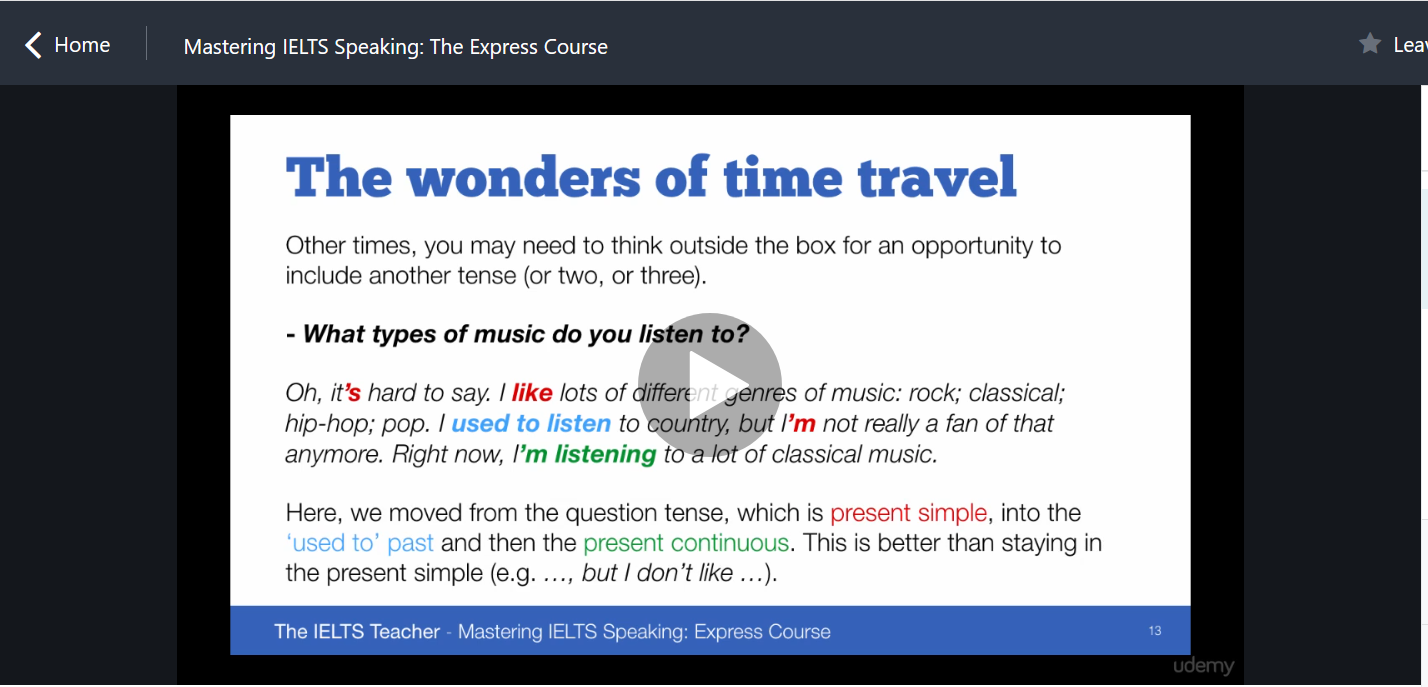 Home
Mastering IELTS Speaking: The Express Course
Lea
The wonders of time travel
Other times, you may need to think outside the box for an opportunity to
include another tense (or two, or three).
- What types of music do you listen to?
Oh, it's hard to say. I like lots of different genres of music: rock; classical;
hip-hop; pop. I used to listen to country, but I'm not really a fan of that
anymore. Right now, I'm listening to a lot of classical music.
Here, we moved from the question tense, which is present simple, into the
‘used to’ past and then the present continuous. This is better than staying in
the present simple (e.g. …, but I don’t like …).
The IELTS Teacher - Mastering IELTS Speaking: Express Course
13
udemy